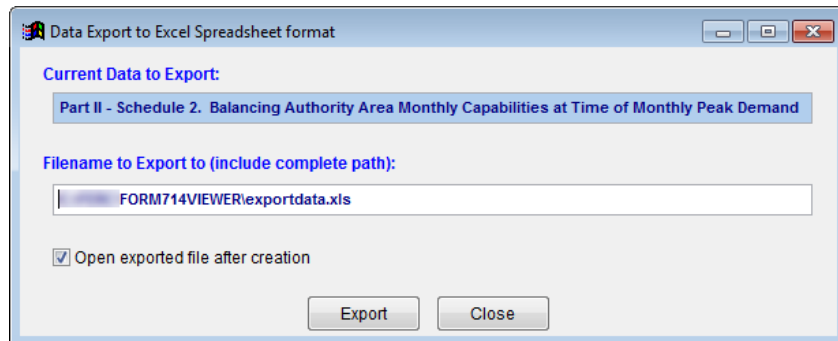 Data Export to Excel Spreadsheet format
Current Data to Export:
Part II - Schedule 2.  Balancing Authority Area Monthly Capabilities at Time of Monthly Peak Demand
Filename to Export to (include complete path):
FORM714VIEWER\exportdata.xls
Open exported file after creation
Export
Close